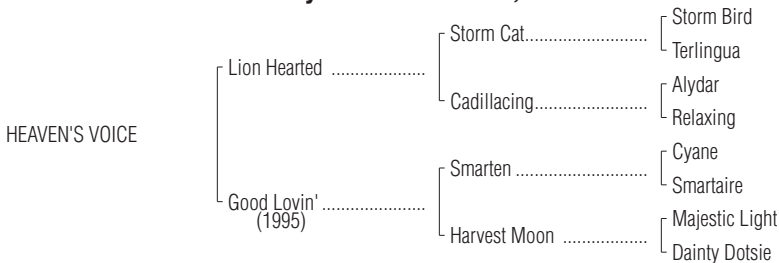 Storm Bird
Storm Cat..........................
Terlingua
Lion Hearted ....................
Alydar
Cadillacing........................
Relaxing
HEAVEN'S VOICE
Cyane
Smarten ............................
Smartaire
Good Lovin' ......................
(1995)
Majestic Light
Harvest Moon ..................
Dainty Dotsie